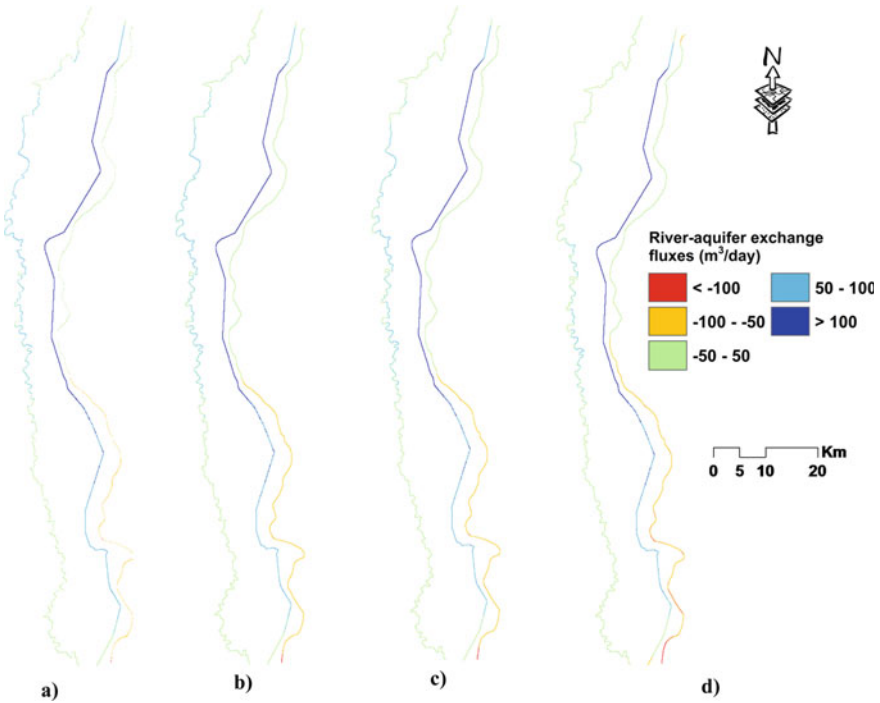 N
River-aquifer exchange
fluxes (m³/day)
< -100
50 - 100
-100 - -50
> 100
-50 - 50
Km
0 5 10 20
a)
b)
c)
d)